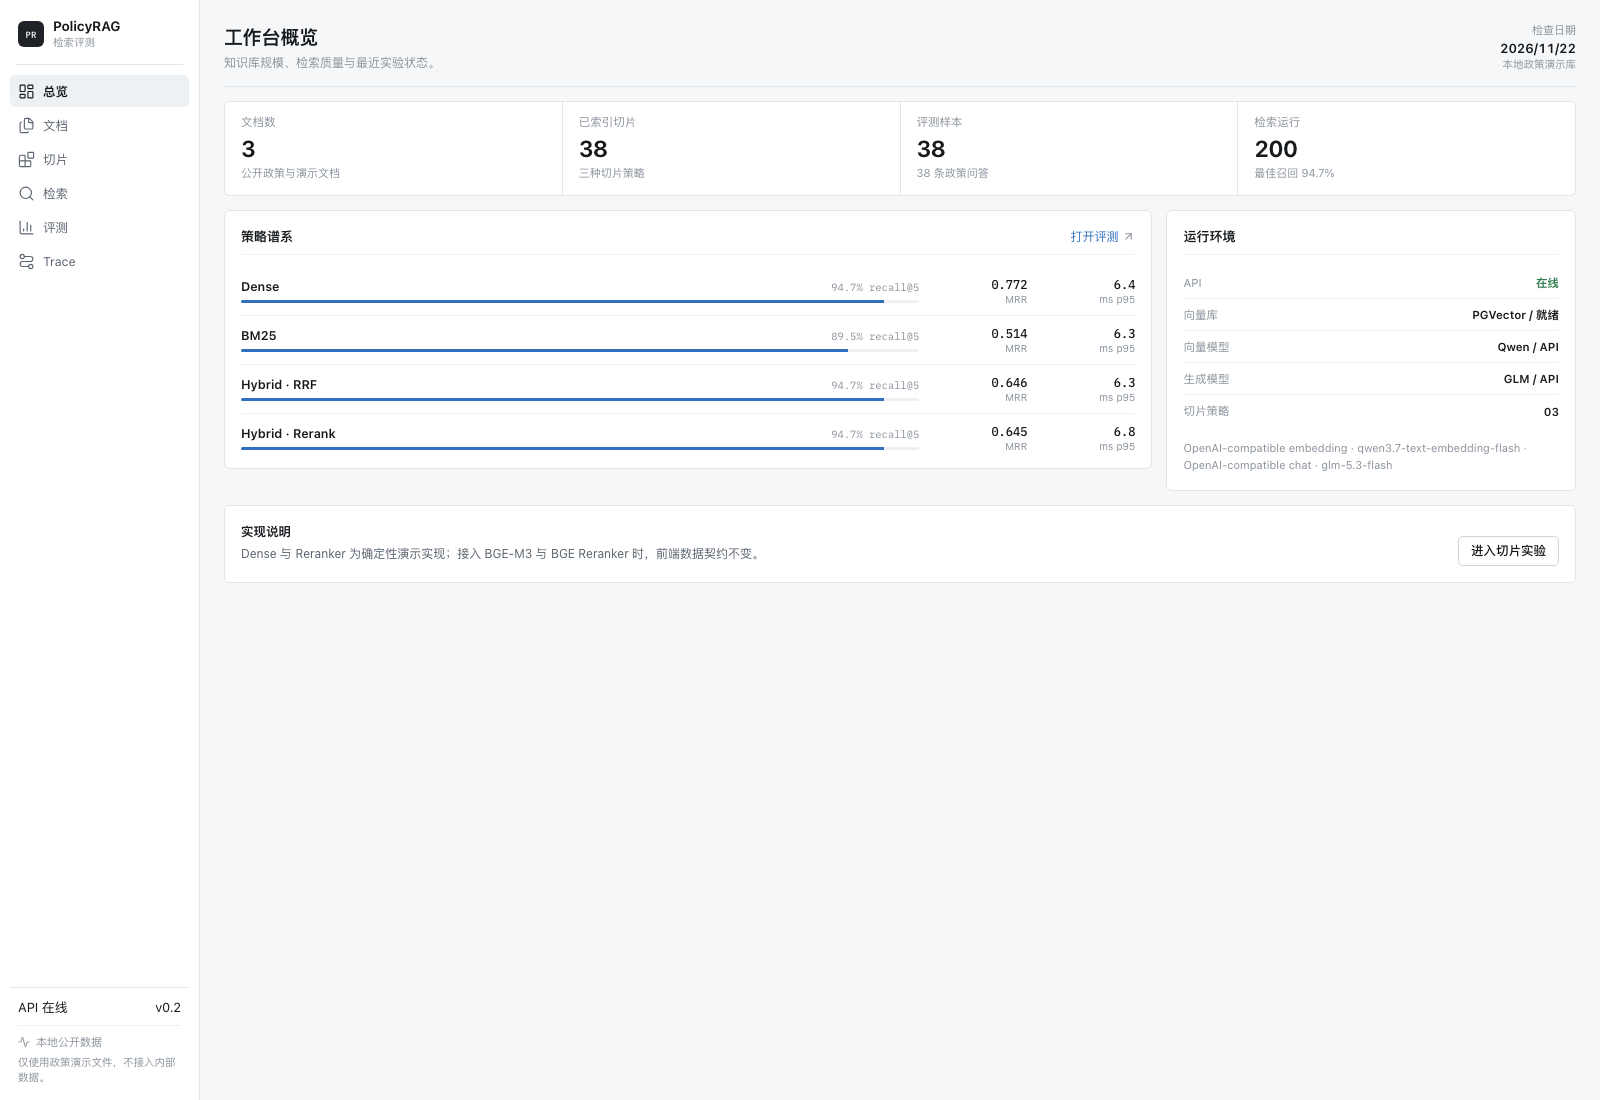 PR
PolicyRAG
检索评测
总览
文档
切片
检索
评测
Trace
API 在线 v0.2
本地公开数据
仅使用政策演示文件，不接入内部
数据。
工作台概览
知识库规模、检索质量与最近实验状态。
检查日期
2026/11/22
本地政策演示库
文档数
3
公开政策与演示文档
已索引切片
38
三种切片策略
评测样本
38
38 条政策问答
检索运行
200
最佳召回 94.7%
策略谱系 打开评测
Dense 94.7% recall@5 0.772 6.4
MRR ms p95
BM25 89.5% recall@5 0.514 6.3
MRR ms p95
Hybrid · RRF 94.7% recall@5 0.646 6.3
MRR ms p95
Hybrid · Rerank 94.7% recall@5 0.645 6.8
MRR ms p95
运行环境
API 在线
向量库 PGVector / 就绪
向量模型 Qwen / API
生成模型 GLM / API
切片策略 03
OpenAI-compatible embedding · qwen3.7-text-embedding-flash ·
OpenAI-compatible chat · glm-5.3-flash
实现说明
Dense 与 Reranker 为确定性演示实现；接入 BGE-M3 与 BGE Reranker 时，前端数据契约不变。
进入切片实验